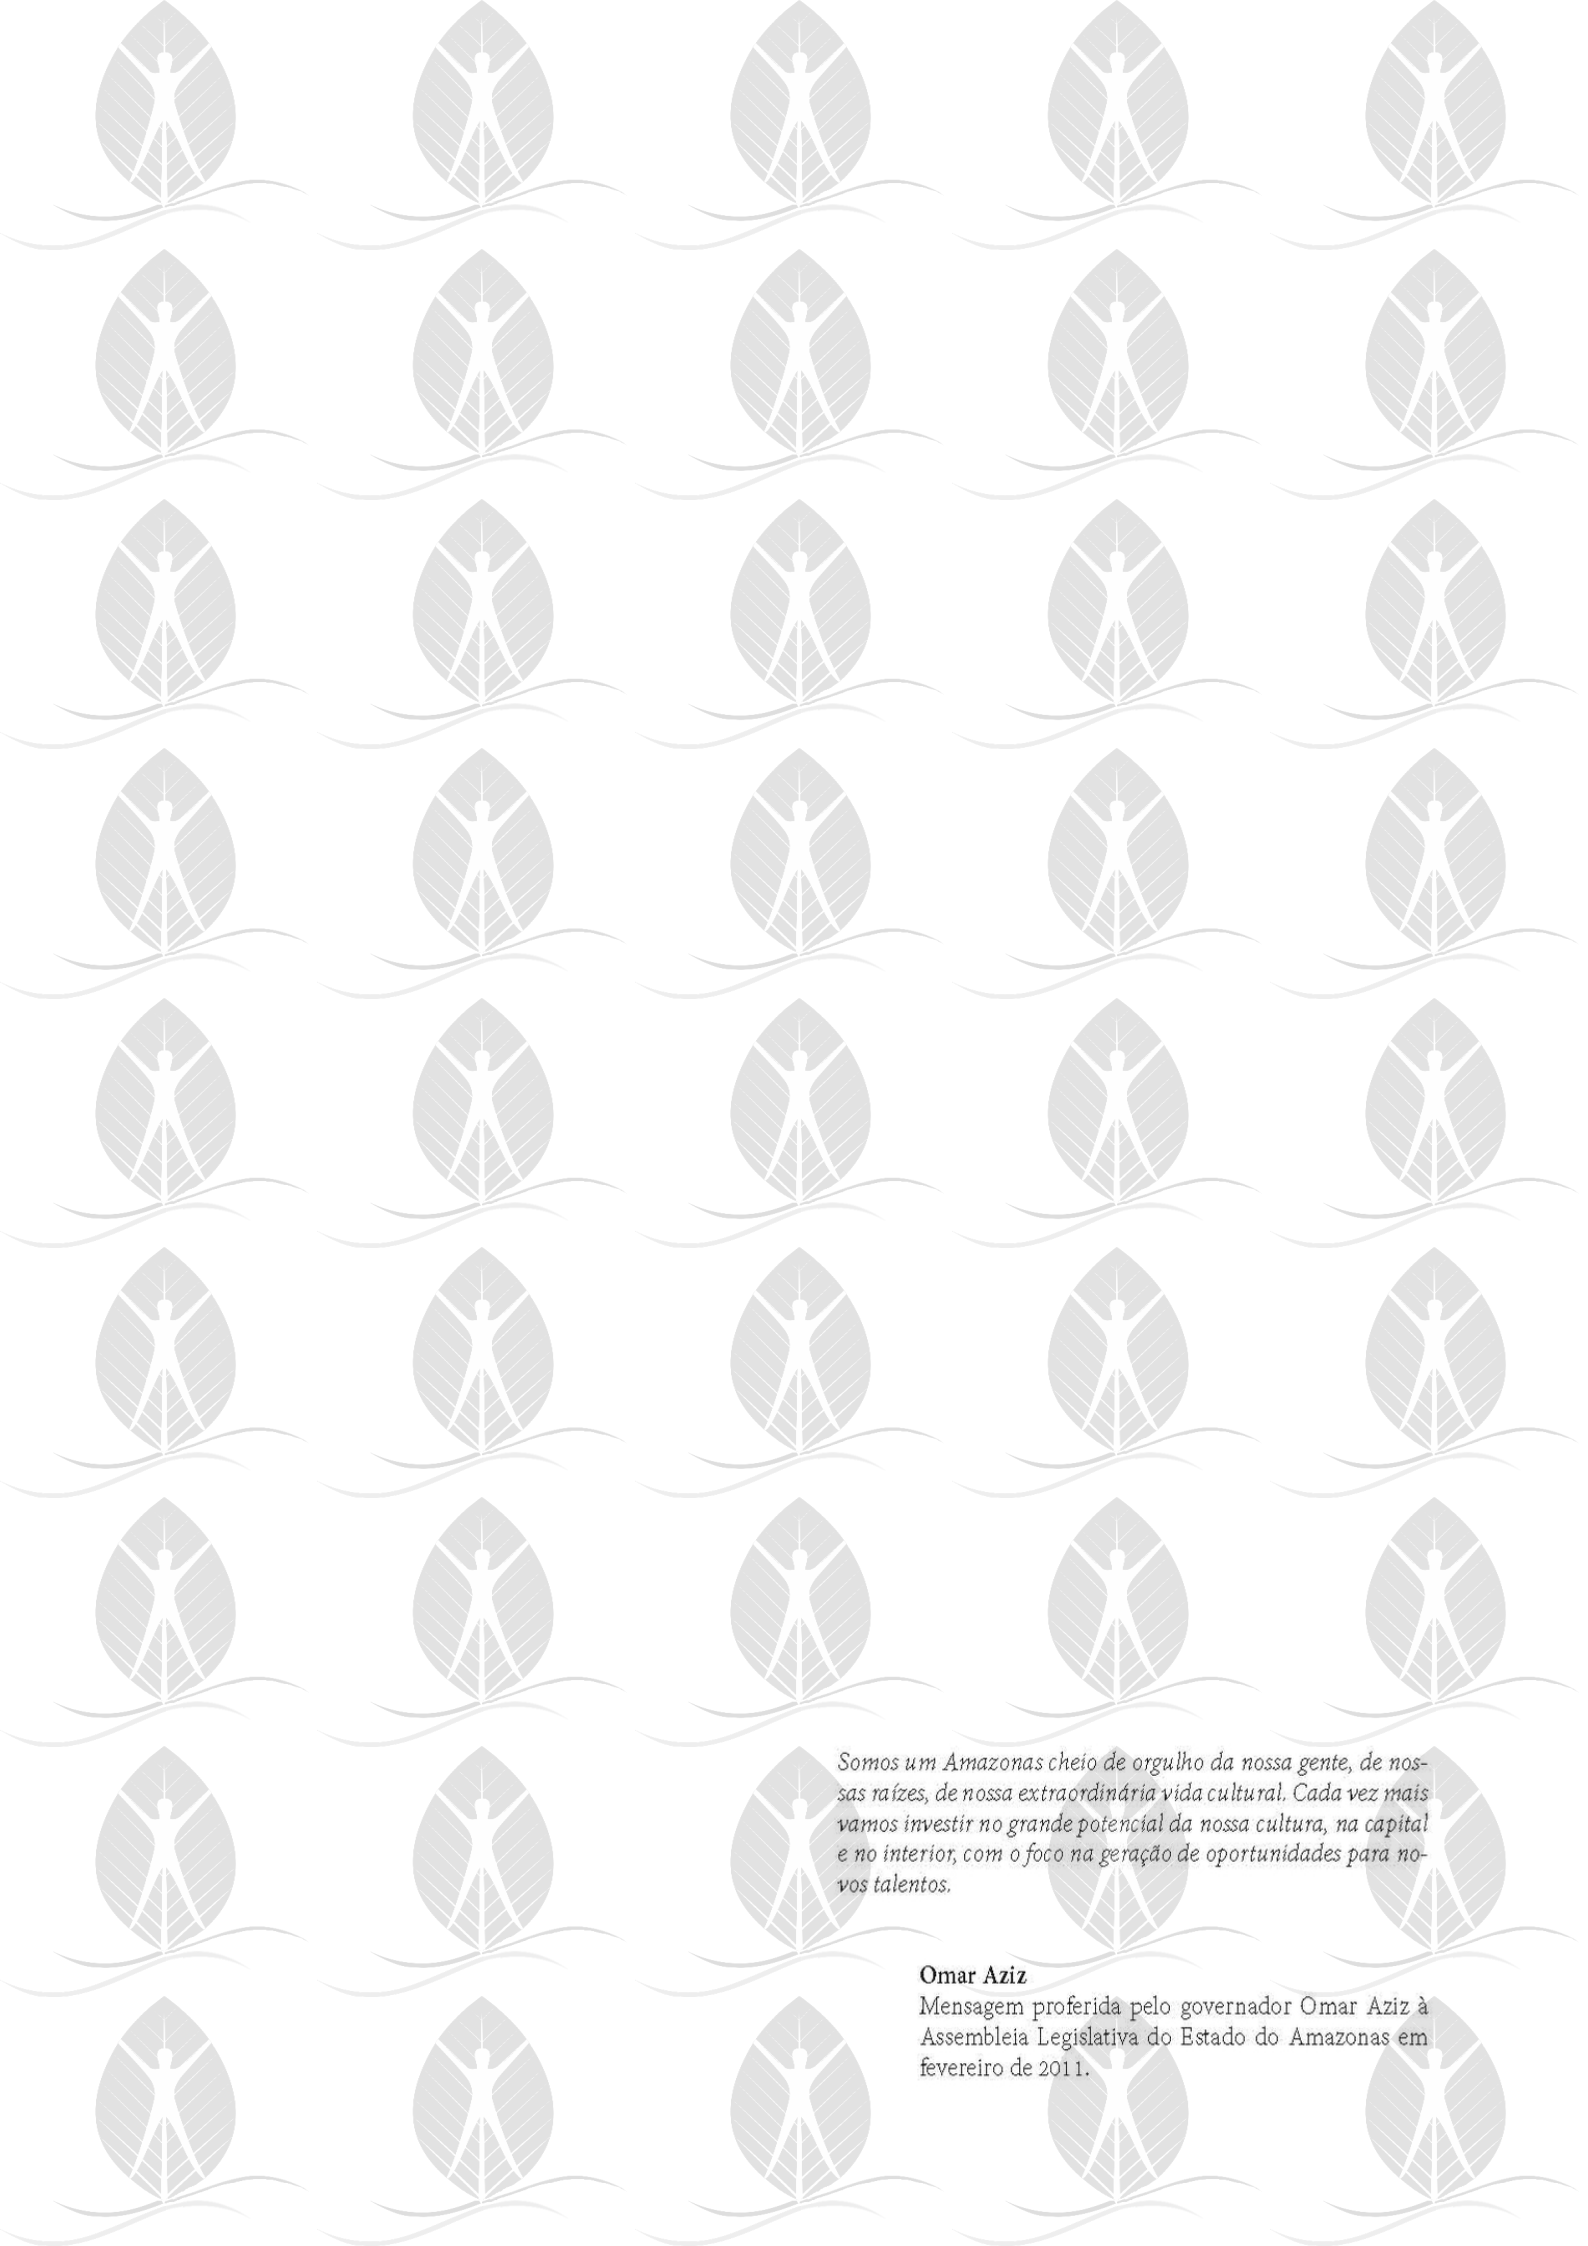 Somos um Amazonas cheio de orgulho da nossa gente, de nos-
sas raízes, de nossa extraordinária vida cultural. Cada vez mais
vamos investir no grande potencial da nossa cultura, na capital
e no interior, com o foco na geração de oportunidades para no-
vos talentos.
Omar Aziz
Mensagem proferida pelo governador Omar Aziz à
Assembleia Legislativa do Estado do Amazonas em
fevereiro de 2011.